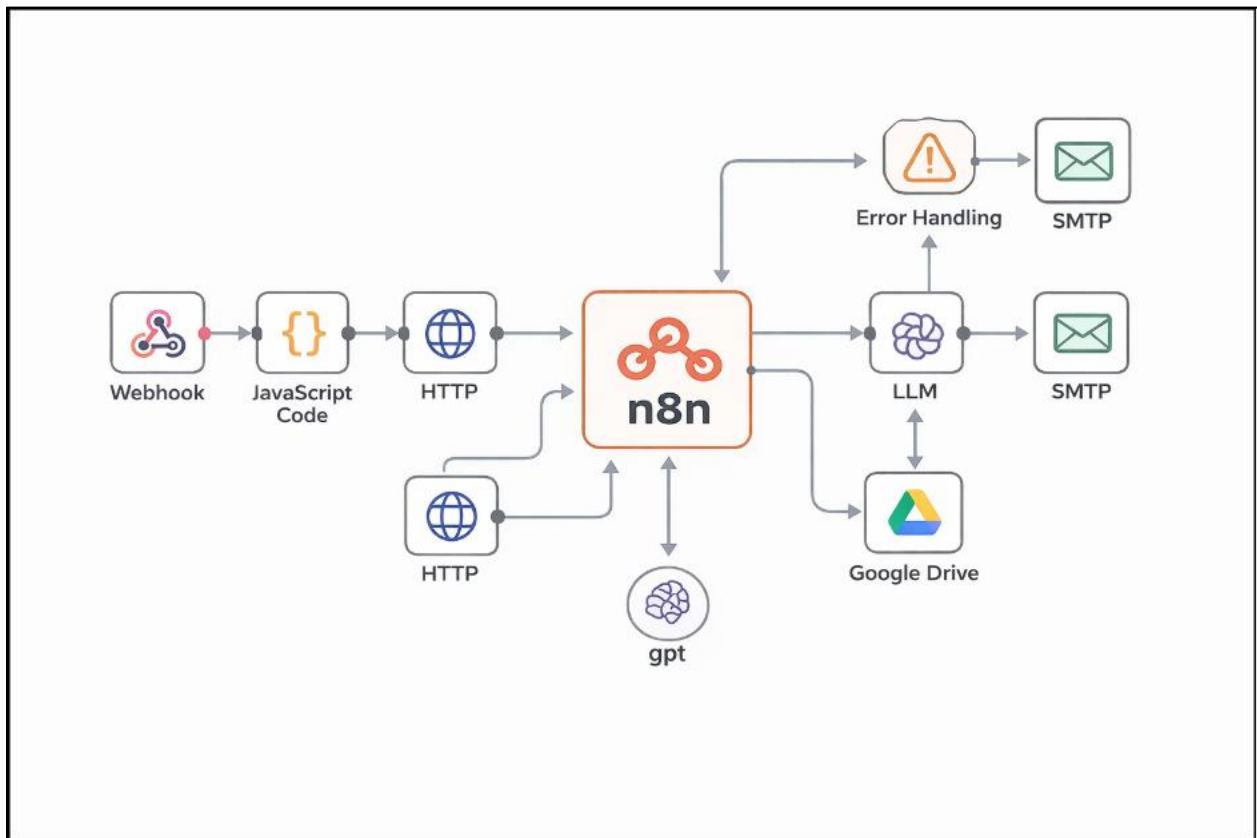 Error Handling
SMTP
Webhook
JavaScript
Code
HTTP
n8n
LLM
SMTP
HTTP
gpt
Google Drive